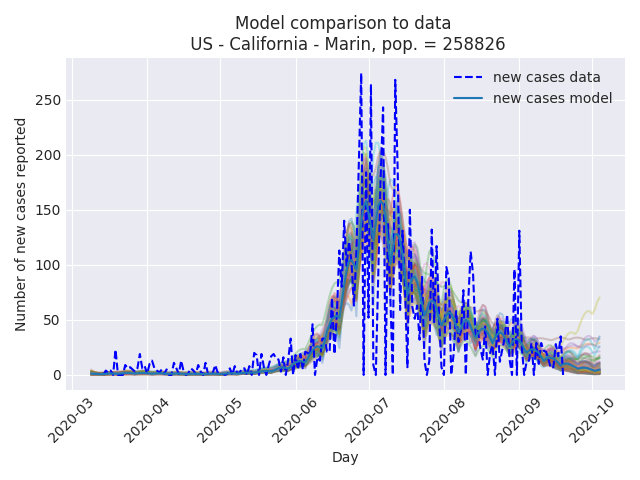 Model comparison to data
US - California - Marin, pop. = 258826
new cases data
new cases model
Number of new cases reported
250
200
150
100
50
0
2020-03
2020-04
2020-05
2020-06
2020-07
2020-08
2020-09
2020-10
Day